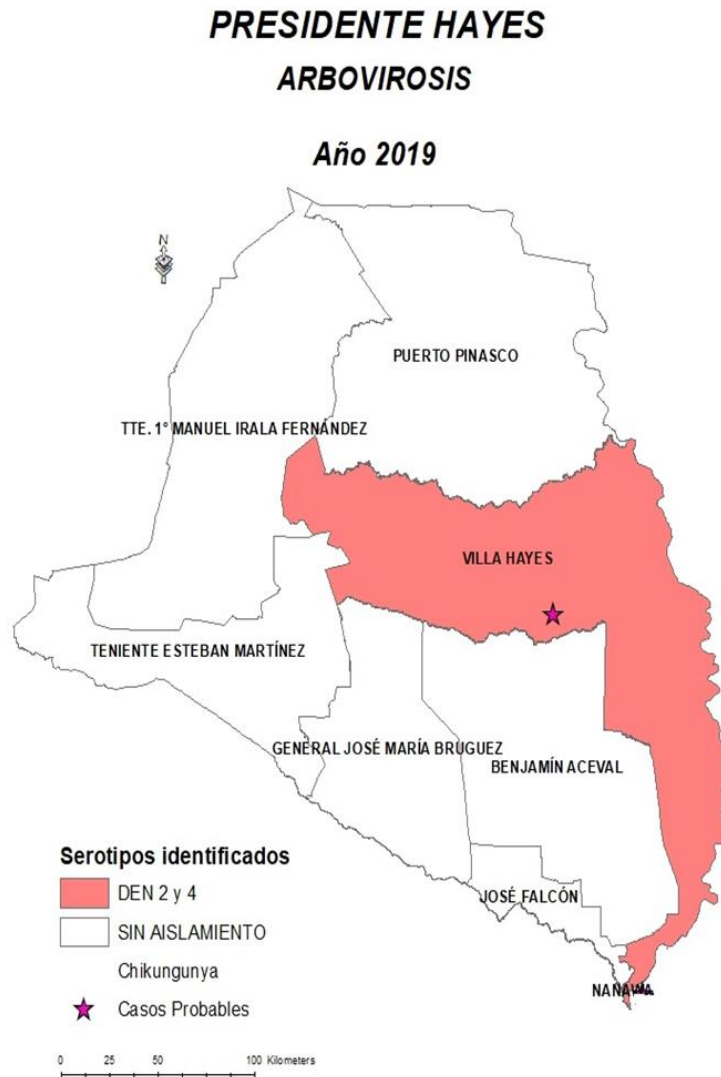 PRESIDENTE HAYES
ARBOVIROSIS
Año 2019
N
PUERTO PINASCO
TTE. 1° MANUEL IRALA FERNÁNDEZ
VILLA HAYES
TENIENTE ESTEBAN MARTÍNEZ
GENERAL JOSÉ MARÍA BRUGUEZ
BENJAMÍN ACEVAL
JOSÉ FALCÓN
NANAWA
Serotipos identificados
DEN 2 y 4
SIN AISLAMIENTO
Chikungunya
Casos Probables
0 25 50 100 Kilometers